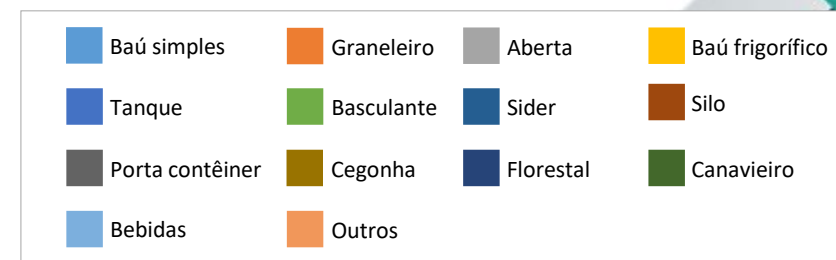 Baú simples Graneleiro Aberta Baú frigorífico
Tanque Basculante Sider Silo
Porta contêiner Cegonha Florestal Canavieiro
Bebidas Outros